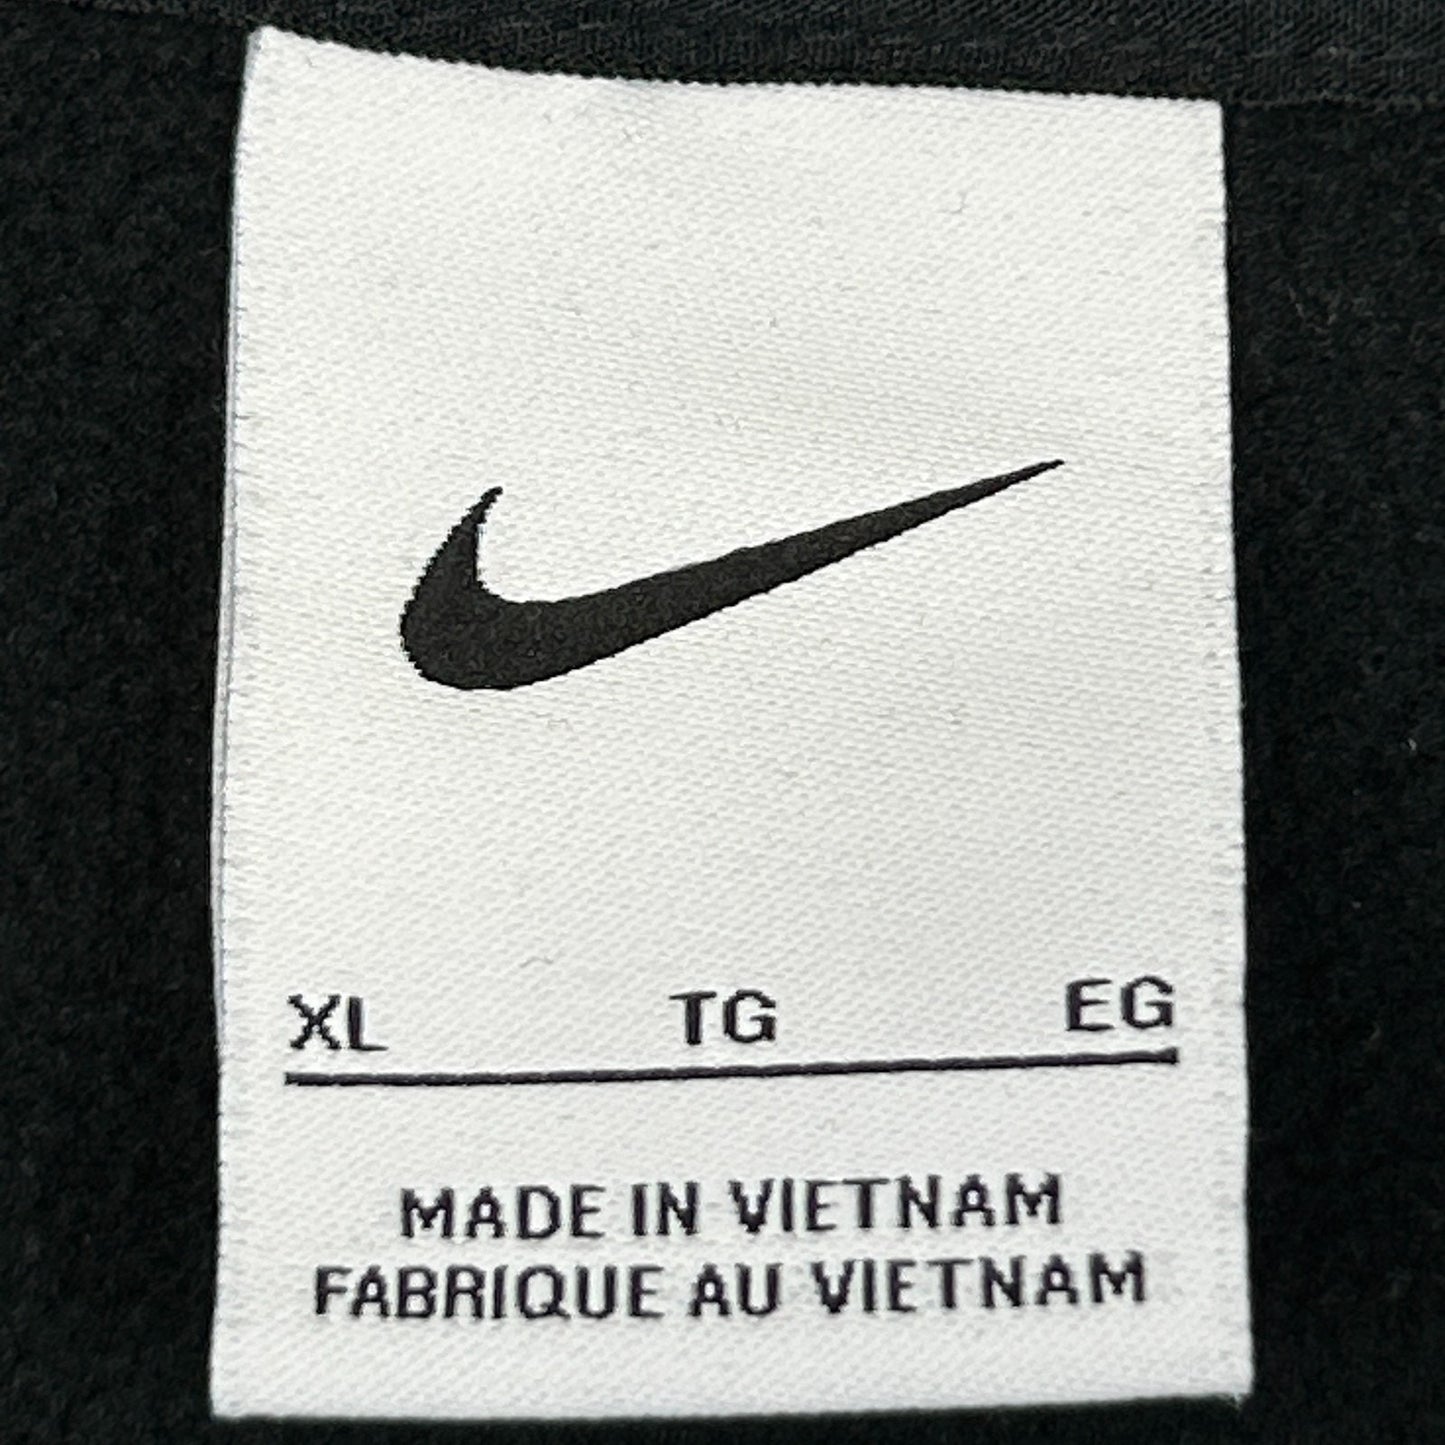 XL TG EG
MADE IN VIETNAM
FABRIQUE AU VIETNAM